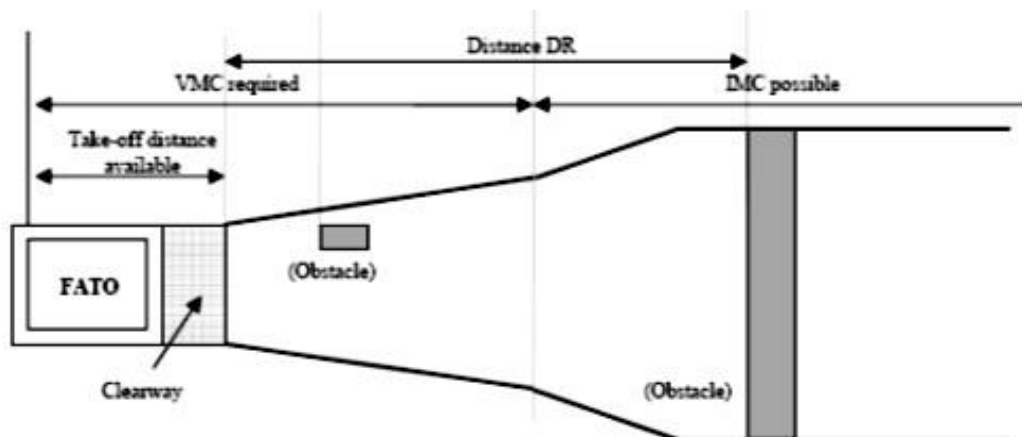 Distance DR
VMC required
IMC possible
Take-off distance
available
FATO
(Obstacle)
Clearway
(Obstacle)